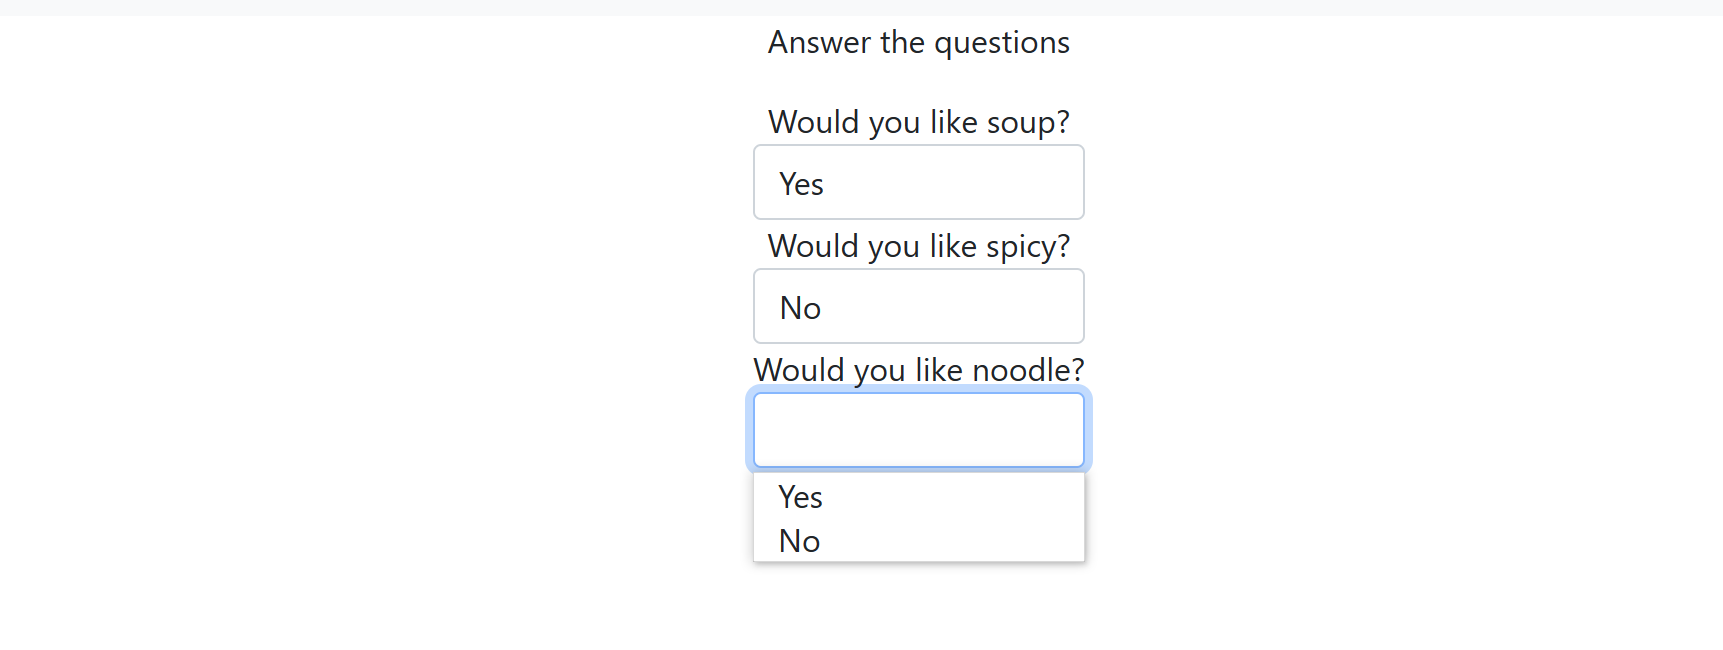 Answer the questions
Would you like soup?
Yes
Would you like spicy?
No
Would you like noodle?
Yes
No